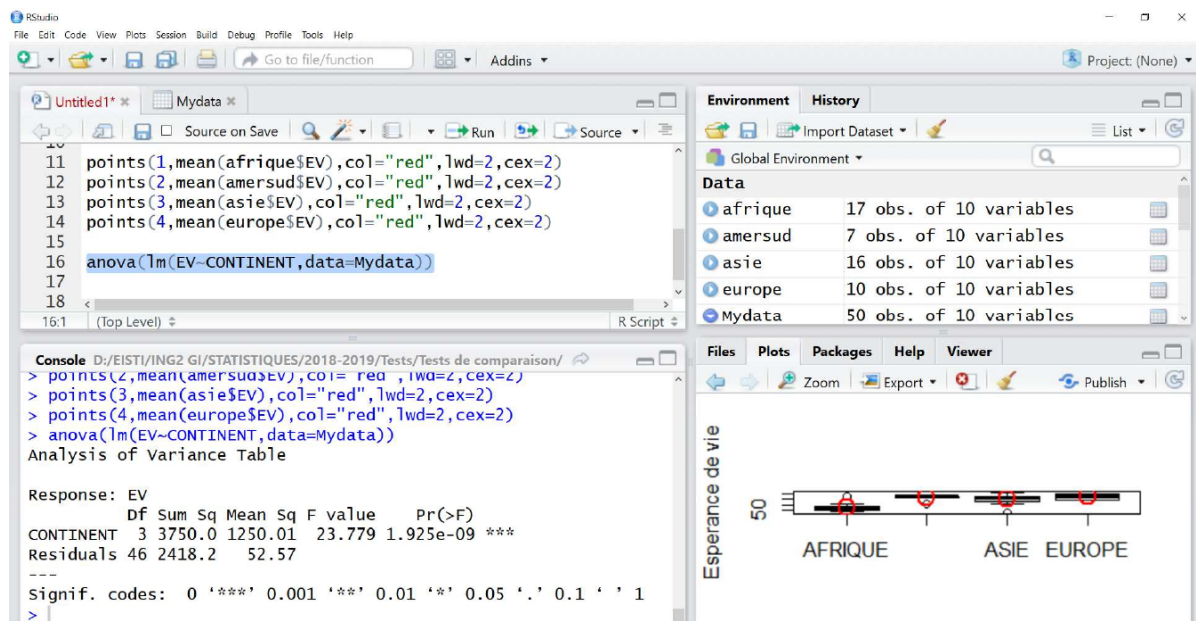 RStudio
File Edit Code View Plots Session Build Debug Profile Tools Help
Go to file/function
Addins
Project: (None)
Untitled1*
Mydata
Source on Save
Run
Source
11 points(1,mean(afrique$EV),col="red",lwd=2,cex=2)
12 points(2,mean(amersud$EV),col="red",lwd=2,cex=2)
13 points(3,mean(asie$EV),col="red",lwd=2,cex=2)
14 points(4,mean(europe$EV),col="red",lwd=2,cex=2)
15
16 anova(lm(EV~CONTINENT,data=Mydata))
17
18
16:1 (Top Level) R Script
Console D:/EISTI/ING2 GI/STATISTIQUES/2018-2019/Tests/Tests de comparaison/
> points(2,mean(amersud$EV),col="red",lwd=2,cex=2)
> points(3,mean(asie$EV),col="red",lwd=2,cex=2)
> points(4,mean(europe$EV),col="red",lwd=2,cex=2)
> anova(lm(EV~CONTINENT,data=Mydata))
Analysis of Variance Table
Response: EV
Df Sum Sq Mean Sq F value Pr(>F)
CONTINENT 3 3750.0 1250.01 23.779 1.925e-09 ***
Residuals 46 2418.2 52.57
---
Signif. codes: 0 ‘***’ 0.001 ‘**’ 0.01 ‘*’ 0.05 ‘.’ 0.1 ‘ ’ 1
>
Environment History
Import Dataset
List
Global Environment
Data
afrique 17 obs. of 10 variables
amersud 7 obs. of 10 variables
asie 16 obs. of 10 variables
europe 10 obs. of 10 variables
Mydata 50 obs. of 10 variables
Files Plots Packages Help Viewer
Zoom Export Publish
Esperance de vie
50
AFRIQUE ASIE EUROPE